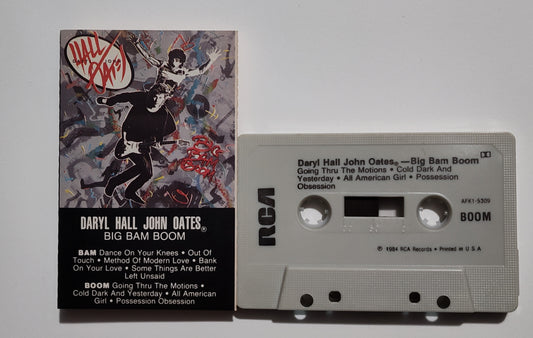 HALL
OATES
BIG
BAM
BOOM
DARYL HALL JOHN OATES®
BIG BAM BOOM
BAM Dance On Your Knees • Out Of
Touch • Method Of Modern Love • Bank
On Your Love • Some Things Are Better
Left Unsaid
BOOM Going Thru The Motions •
Cold Dark And Yesterday • All American
Girl • Possession Obsession
Daryl Hall John Oates®—Big Bam Boom
Going Thru The Motions • Cold Dark And
Yesterday • All American Girl • Possession
Obsession
RCA
AFK1-5309
BOOM
℗ 1984 RCA Records • Printed in U.S.A